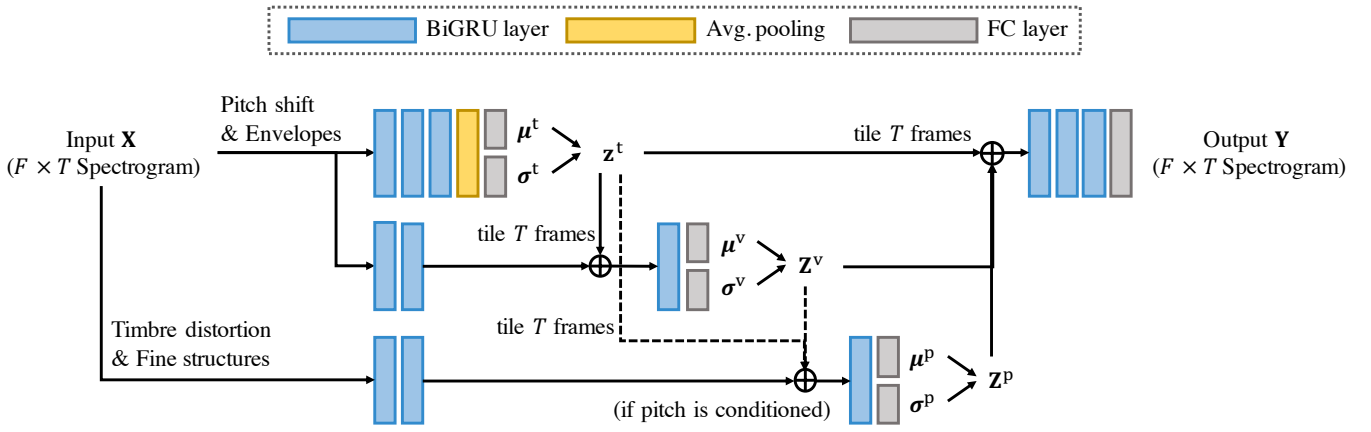 BiGRU layer
Avg. pooling
FC layer
Pitch shift
& Envelopes
Input X
(F × T Spectrogram)
μᵗ
σᵗ
zᵗ
tile T frames
Output Y
(F × T Spectrogram)
tile T frames
μᵛ
σᵛ
Zᵛ
Timbre distortion
& Fine structures
tile T frames
(if pitch is conditioned)
μᵖ
σᵖ
Zᵖ